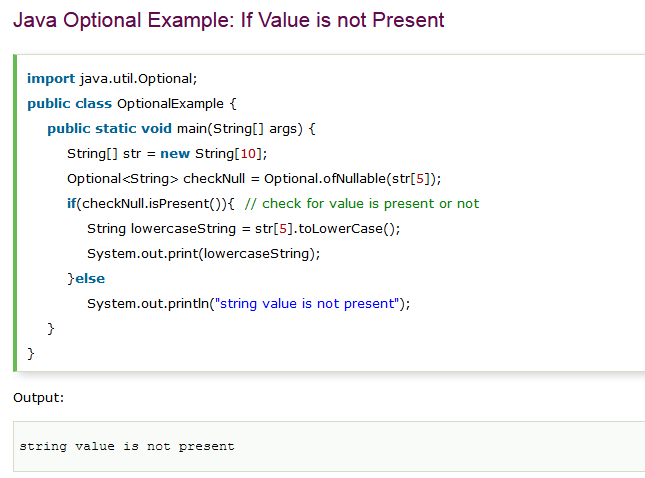 Java Optional Example: If Value is not Present
import java.util.Optional;
public class OptionalExample {
public static void main(String[] args) {
String[] str = new String[10];
Optional<String> checkNull = Optional.ofNullable(str[5]);
if(checkNull.isPresent()){  // check for value is present or not
String lowercaseString = str[5].toLowerCase();
System.out.print(lowercaseString);
}else
System.out.println("string value is not present");
}
}
Output:
string value is not present